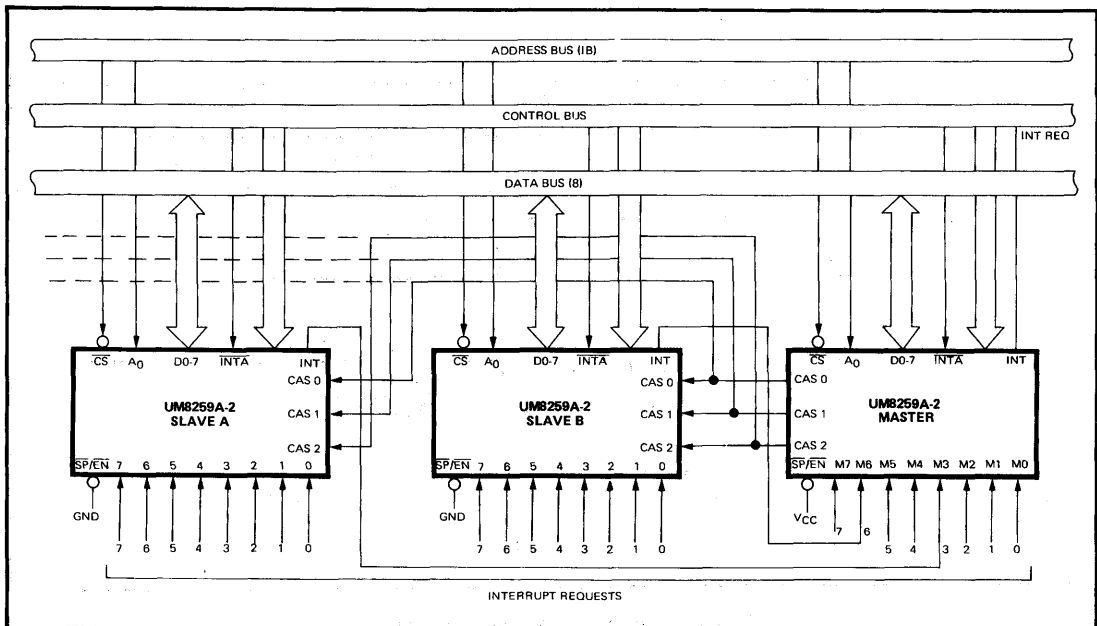 ADDRESS BUS (IB)
CONTROL BUS
INT REQ
DATA BUS (8)
CS A0 D0-7 INTA INT
CAS 0
CAS 1
CAS 2
UM8259A-2
SLAVE A
SP/EN 7 6 5 4 3 2 1 0
GND
7 6 5 4 3 2 1 0
CS A0 D0-7 INTA INT
CAS 0
CAS 1
CAS 2
UM8259A-2
SLAVE B
SP/EN 7 6 5 4 3 2 1 0
GND
7 6 5 4 3 2 1 0
CS A0 D0-7 INTA INT
CAS 0
CAS 1
CAS 2
UM8259A-2
MASTER
SP/EN M7 M6 M5 M4 M3 M2 M1 M0
VCC
7 6 5 4 3 2 1 0
INTERRUPT REQUESTS